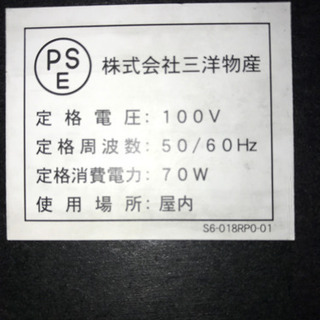 PS
E
株式会社三洋物産
定格電圧:100V
定格周波数:50/60Hz
定格消費電力:70W
使用場所:屋内
S6-018RP0-01